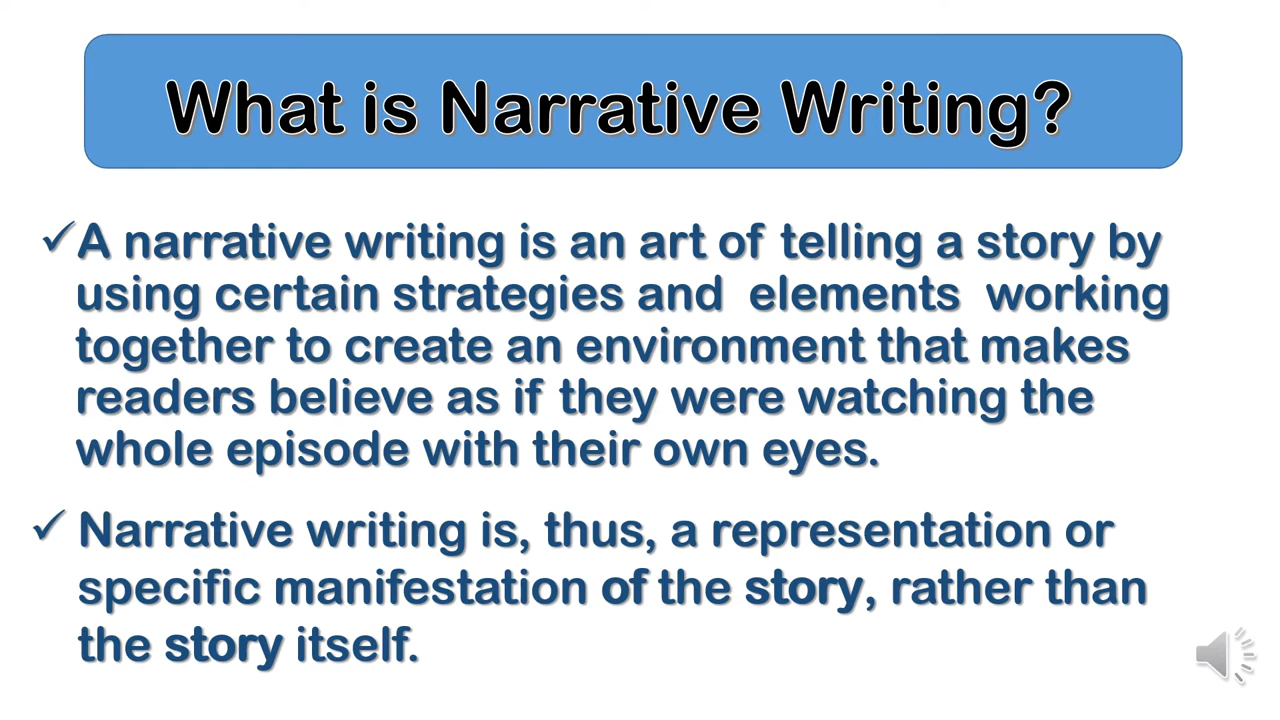 What is Narrative Writing?
✓A narrative writing is an art of telling a story by
using certain strategies and elements working
together to create an environment that makes
readers believe as if they were watching the
whole episode with their own eyes.
✓ Narrative writing is, thus, a representation or
specific manifestation of the story, rather than
the story itself.